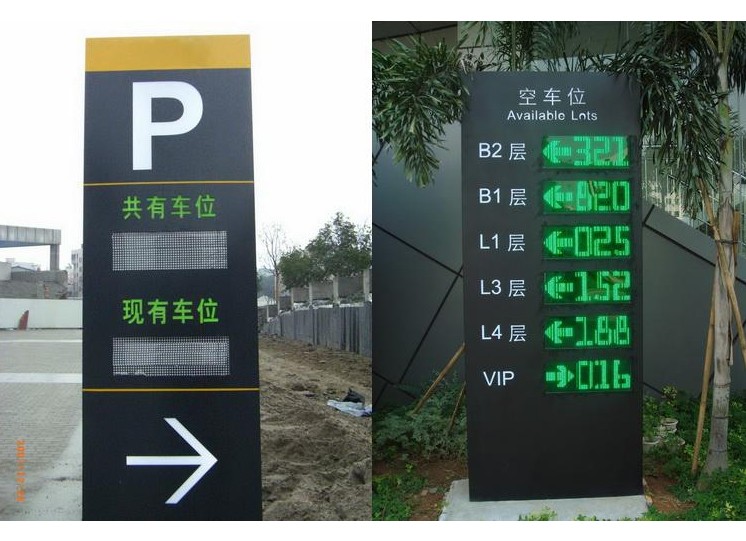 P
共有车位
现有车位
空车位
Available Lots
B2 层 321
B1 层 820
L1 层 025
L3 层 152
L4 层 188
VIP 016